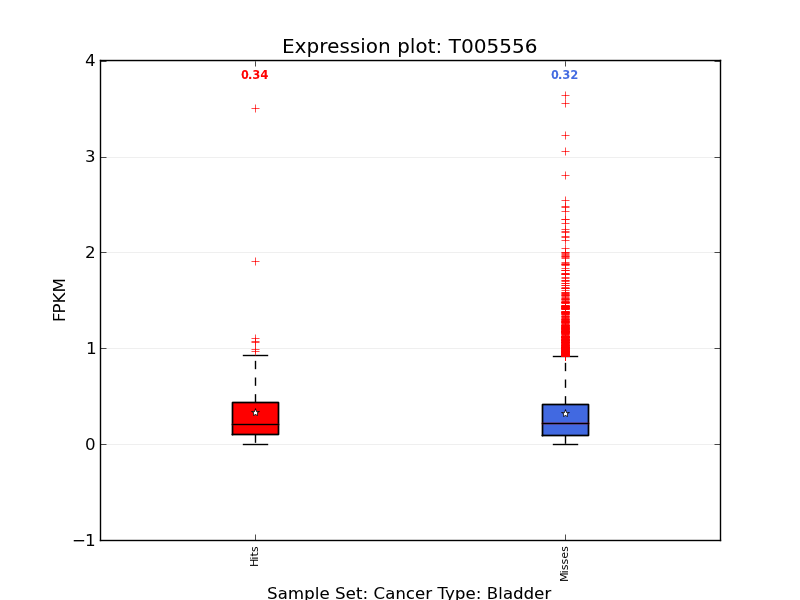 Expression plot: T005556
4
0.34
0.32
3
2
FPKM
1
0
−1
Hits
Misses
Sample Set: Cancer Type: Bladder